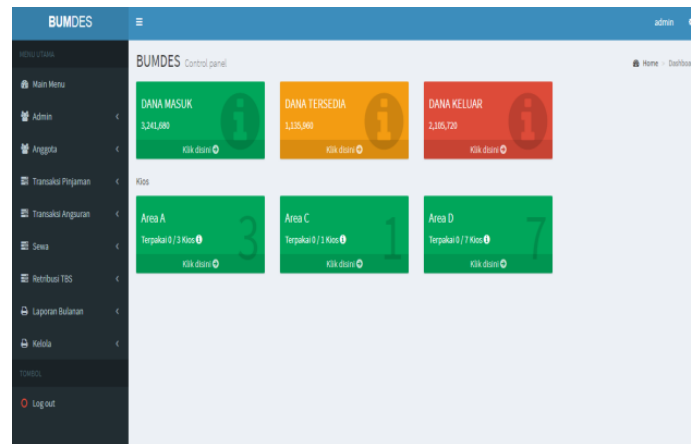 BUMDES
admin
MENU UTAMA
Main Menu
Admin
Anggota
Transaksi Pinjaman
Transaksi Angsuran
Sewa
Retribusi TBS
Laporan Bulanan
Kelola
TOMBOL
Log out
BUMDES Control panel
Home > Dashboa
DANA MASUK
3,241,680
Klik disini
DANA TERSEDIA
1,135,960
Klik disini
DANA KELUAR
2,105,720
Klik disini
Kios
Area A
Terpakai 0 / 3 Kios
3
Klik disini
Area C
Terpakai 0 / 1 Kios
1
Klik disini
Area D
Terpakai 0 / 7 Kios
7
Klik disini